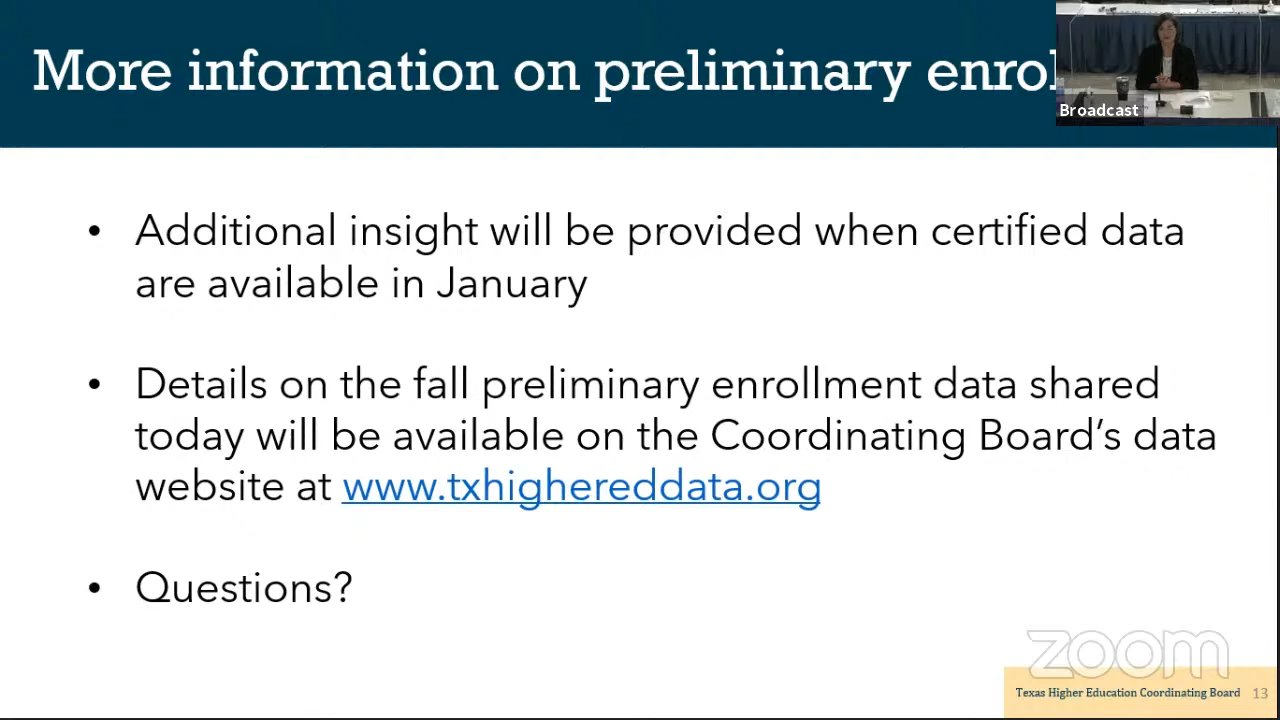 More information on preliminary enrol
Broadcast
• Additional insight will be provided when certified data
are available in January
• Details on the fall preliminary enrollment data shared
today will be available on the Coordinating Board's data
website at www.txhighereddata.org
• Questions?
zoom
Texas Higher Education Coordinating Board 13